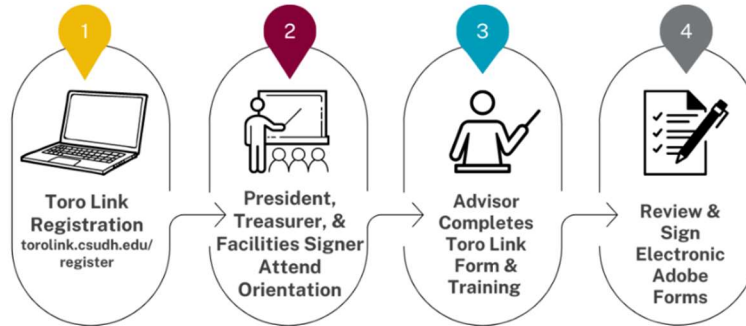 1
Toro Link
Registration
torolink.csudh.edu/
register
2
President,
Treasurer, &
Facilities Signer
Attend
Orientation
3
Advisor
Completes
Toro Link
Form &
Training
4
Review &
Sign
Electronic
Adobe
Forms